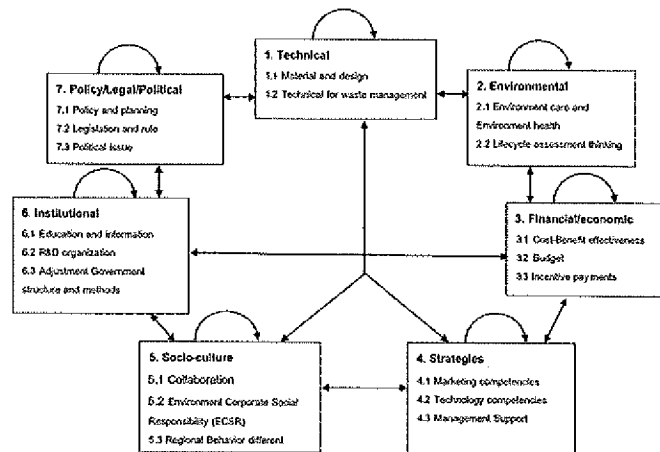 1. Technical
1.1 Material and design
1.2 Technical for waste management
2. Environmental
2.1 Environment care and
Environment health
2.2 Lifecycle assessment thinking
3. Financial/economic
3.1 Cost-Benefit effectiveness
3.2 Budget
3.3 Incentive payments
4. Strategies
4.1 Marketing competencies
4.2 Technology competencies
4.3 Management Support
5. Socio-culture
5.1 Collaboration
5.2 Environment Corporate Social
Responsibility (ECSR)
5.3 Regional Behavior different
6. Institutional
6.1 Education and information
6.2 R&D organization
6.3 Adjustment Government
structure and methods
7. Policy/Legal/Political
7.1 Policy and planning
7.2 Legislation and rule
7.3 Political issue